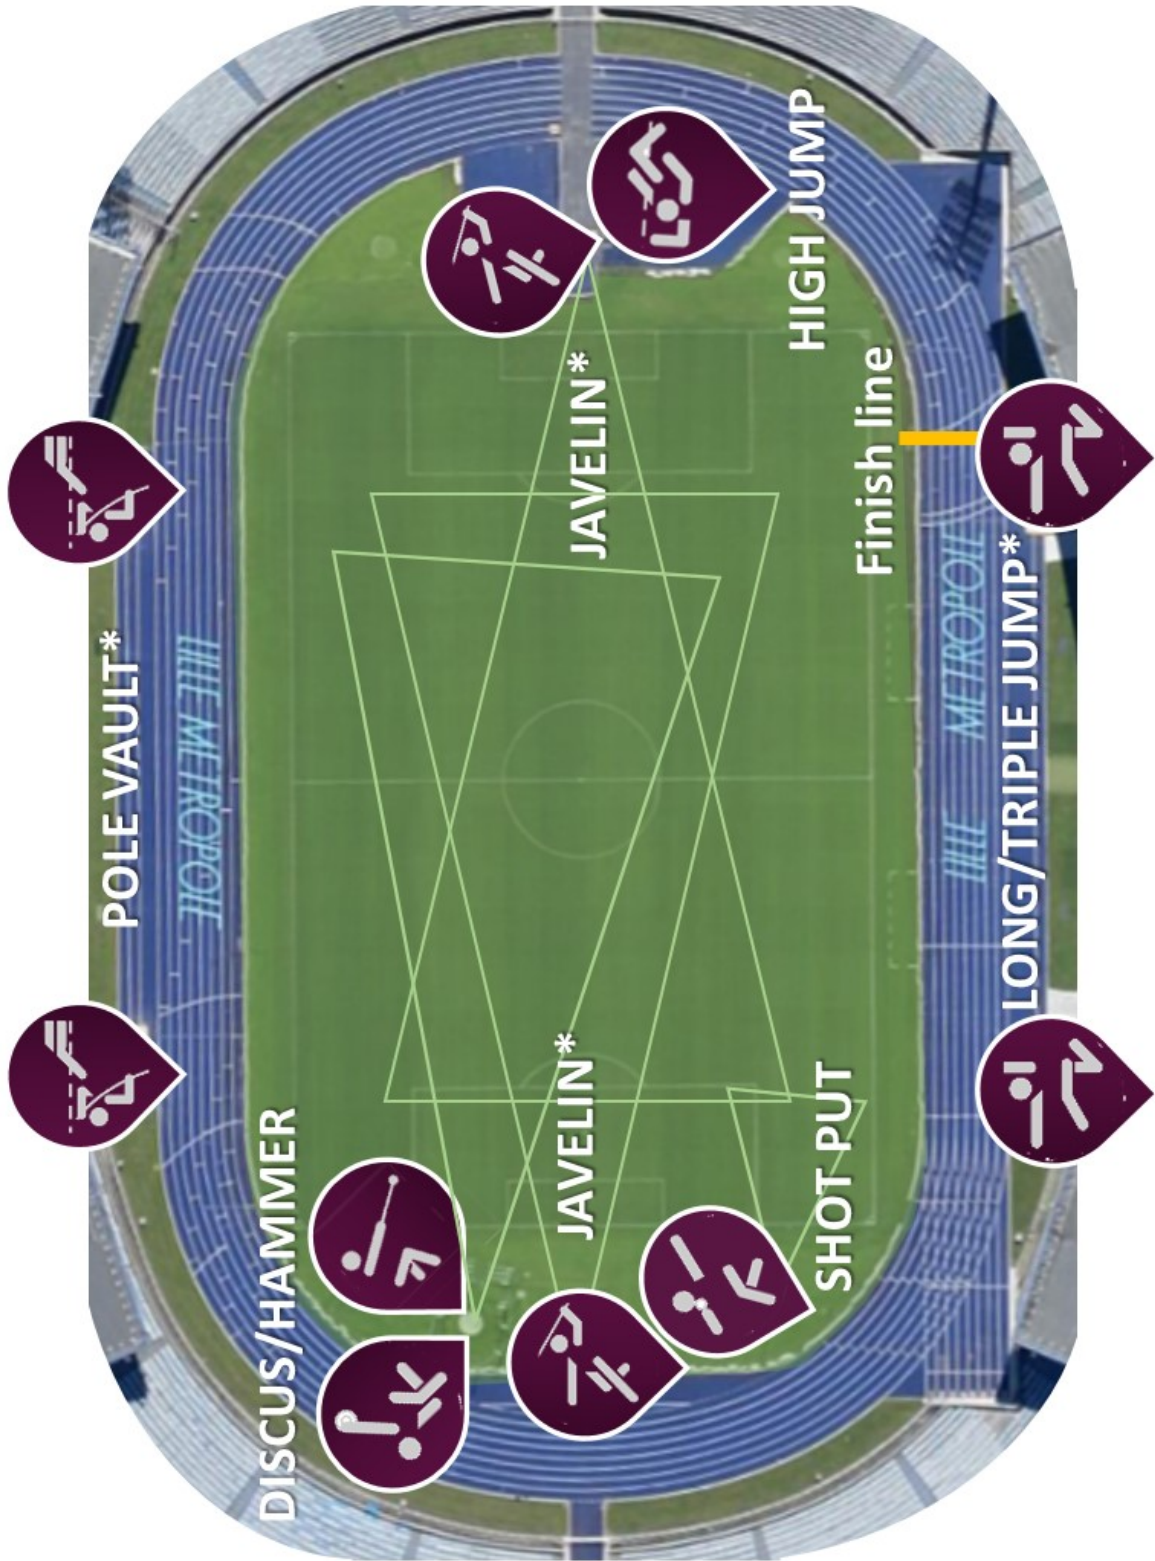 POLE VAULT*
LILLE METROPOLE
DISCUS/HAMMER
JAVELIN*
JAVELIN*
SHOT PUT
HIGH JUMP
Finish line
LILLE METROPOLE
LONG/TRIPLE JUMP*